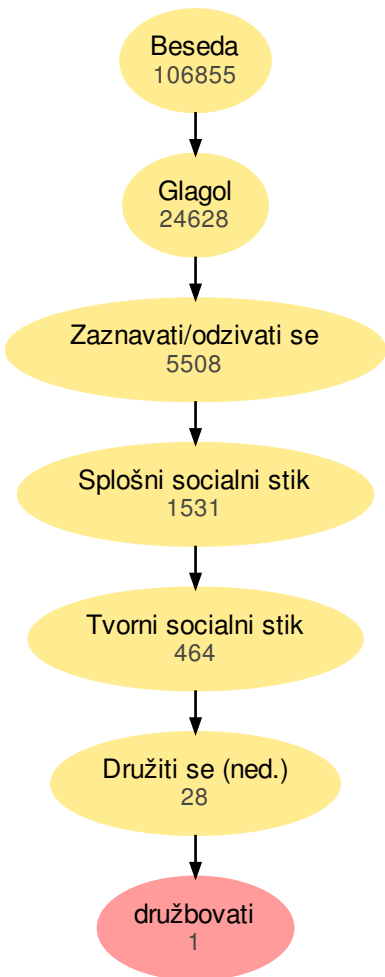 Beseda
106855
Glagol
24628
Zaznavati/odzivati se
5508
Splošni socialni stik
1531
Tvorni socialni stik
464
Družiti se (ned.)
28
družbovati
1